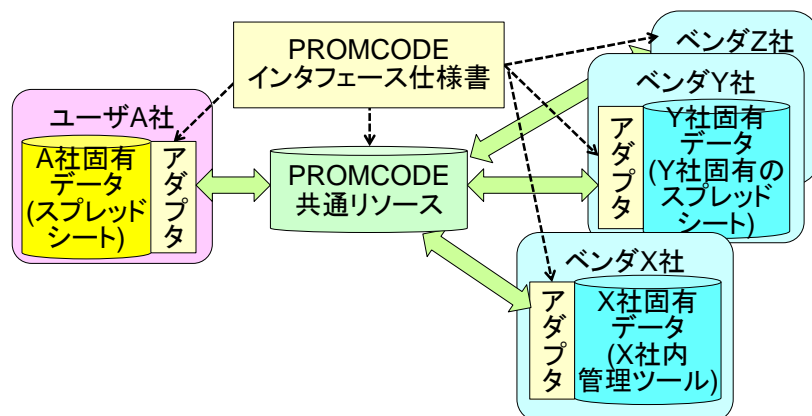 PROMCODE
インタフェース仕様書
ユーザA社
A社固有
データ
(スプレッド
シート)
アダプタ
PROMCODE
共通リソース
ベンダZ社
ベンダY社
アダプタ
Y社固有
データ
(Y社固有の
スプレッド
シート)
ベンダX社
アダプタ
X社固有
データ
(X社内
管理ツール)